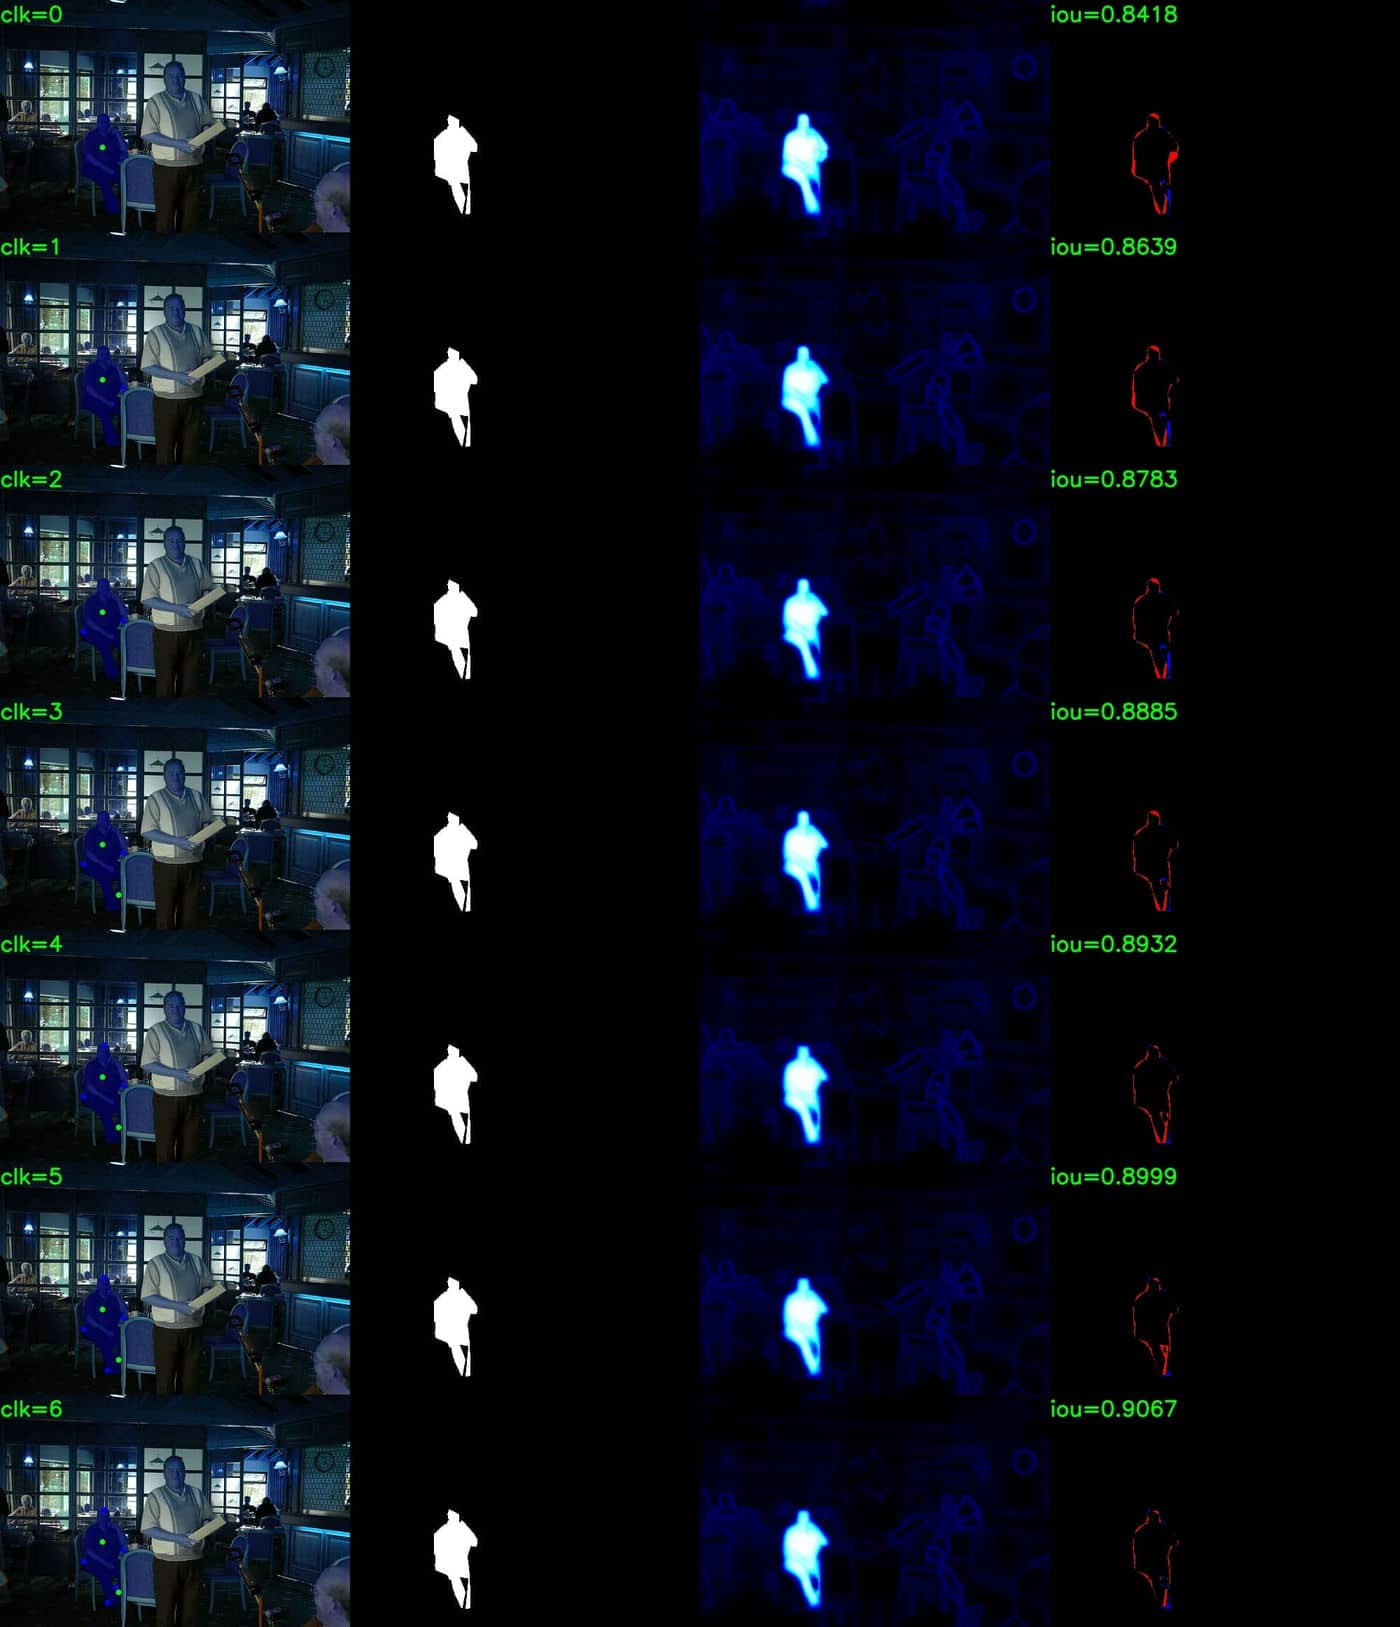 clk=0 iou=0.8418
clk=1 iou=0.8639
clk=2 iou=0.8783
clk=3 iou=0.8885
clk=4 iou=0.8932
clk=5 iou=0.8999
clk=6 iou=0.9067